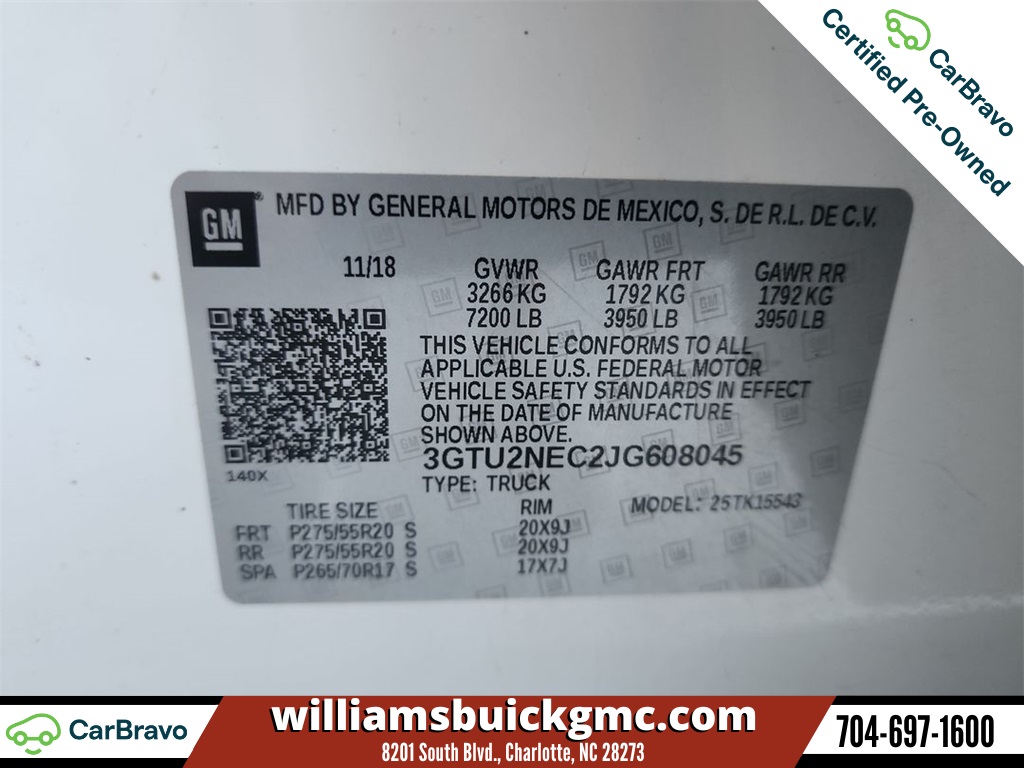 CarBravo
Certified Pre-Owned
GM
MFD BY GENERAL MOTORS DE MEXICO, S. DE R.L. DE C.V.
11/18 GVWR GAWR FRT GAWR RR
3266 KG 1792 KG 1792 KG
7200 LB 3950 LB 3950 LB
THIS VEHICLE CONFORMS TO ALL
APPLICABLE U.S. FEDERAL MOTOR
VEHICLE SAFETY STANDARDS IN EFFECT
ON THE DATE OF MANUFACTURE
SHOWN ABOVE.
3GTU2NEC2JG608045
140X
TYPE: TRUCK
TIRE SIZE RIM MODEL: 25TK15543
FRT P275/55R20 S 20X9J
RR P275/55R20 S 20X9J
SPA P265/70R17 S 17X7J
CarBravo
williamsbuickgmc.com
8201 South Blvd., Charlotte, NC 28273
704-697-1600